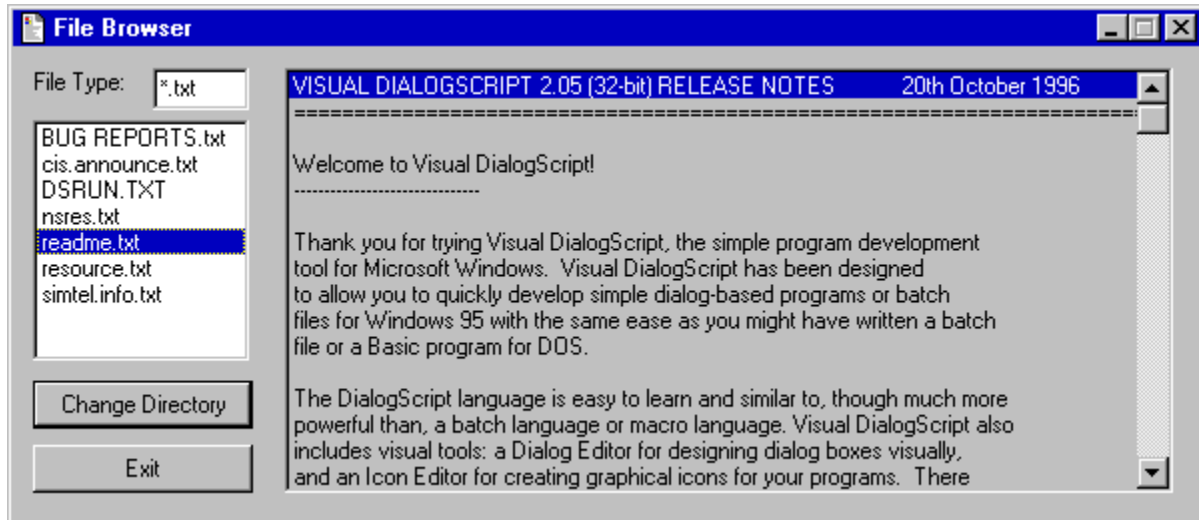 File Browser
File Type:
*.txt
BUG REPORTS.txt
cis.announce.txt
DSRUN.TXT
nsres.txt
readme.txt
resource.txt
simtel.info.txt
Change Directory
Exit
VISUAL DIALOGSCRIPT 2.05 (32-bit) RELEASE NOTES 20th October 1996
==========================================================================
Welcome to Visual DialogScript!
-------------------------------
Thank you for trying Visual DialogScript, the simple program development
tool for Microsoft Windows.  Visual DialogScript has been designed
to allow you to quickly develop simple dialog-based programs or batch
files for Windows 95 with the same ease as you might have written a batch
file or a Basic program for DOS.
The DialogScript language is easy to learn and similar to, though much more
powerful than, a batch language or macro language. Visual DialogScript also
includes visual tools: a Dialog Editor for designing dialog boxes visually,
and an Icon Editor for creating graphical icons for your programs.  There